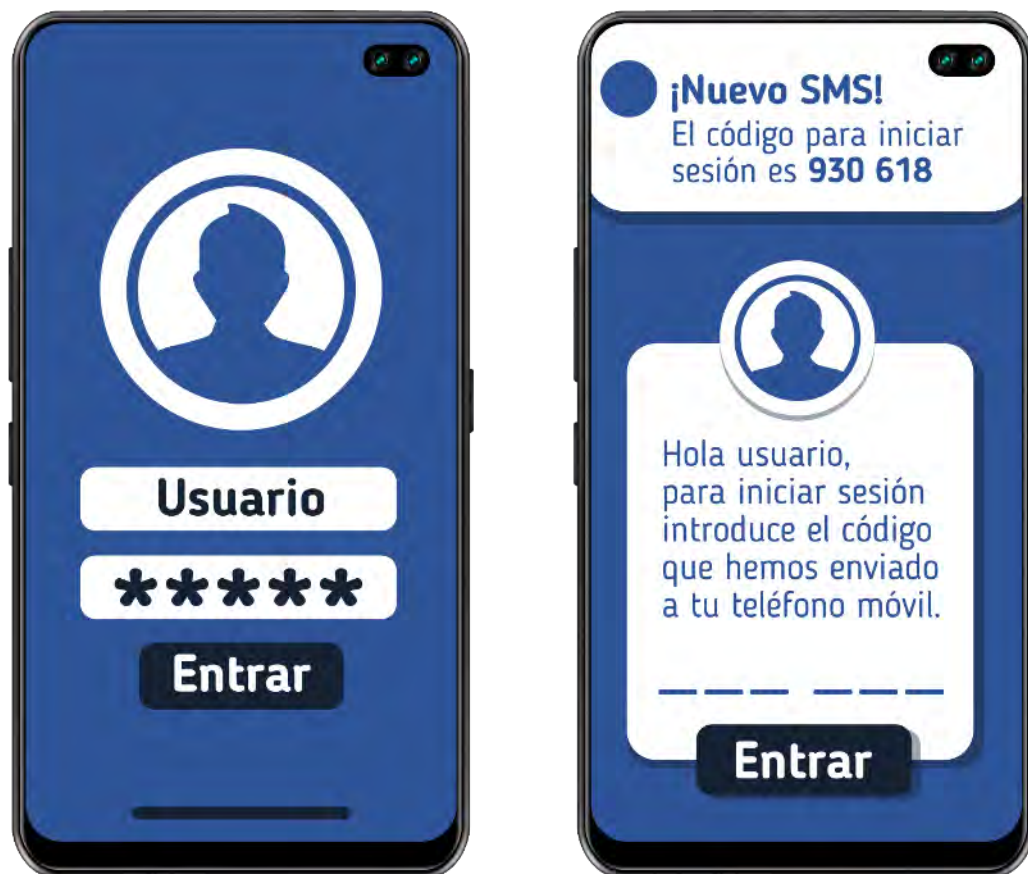 Usuario
*****
Entrar
¡Nuevo SMS!
El código para iniciar
sesión es 930 618
Hola usuario,
para iniciar sesión
introduce el código
que hemos enviado
a tu teléfono móvil.
Entrar